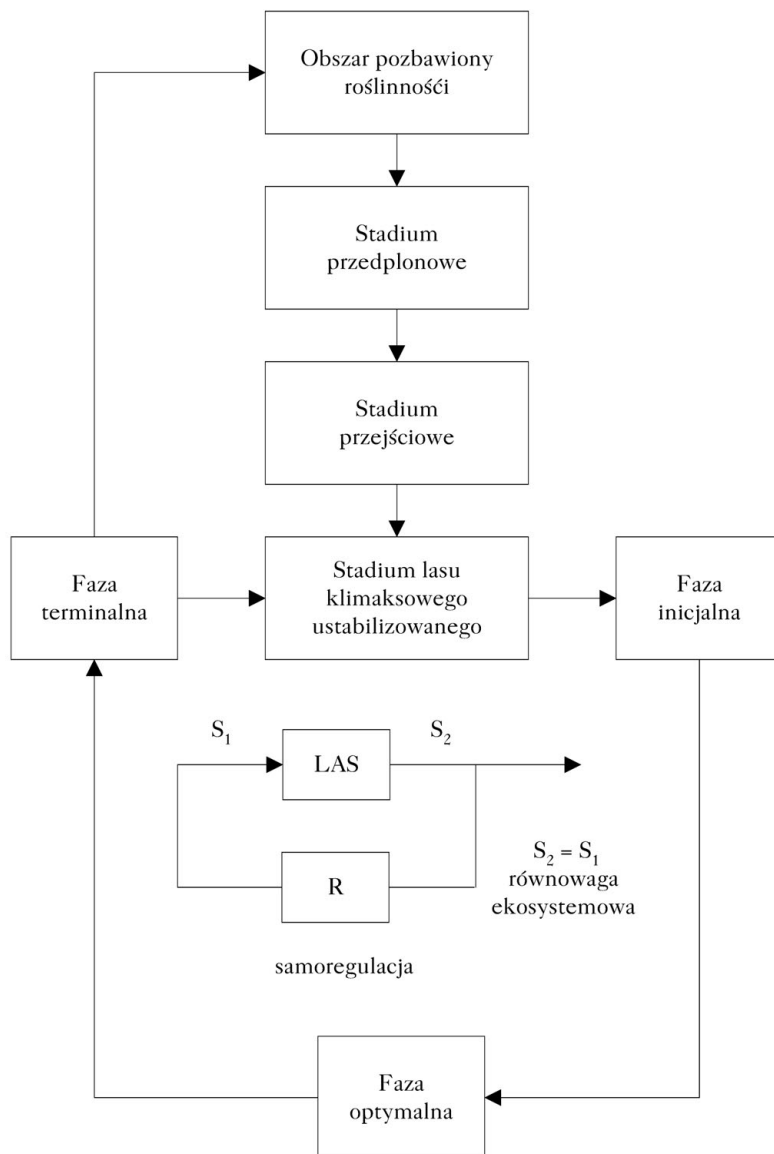 Obszar pozbawiony
roślinnośći
Stadium
przedplonowe
Stadium
przejściowe
Faza
terminalna
Stadium lasu
klimaksowego
ustabilizowanego
Faza
inicjalna
S₁
LAS
S₂
R
S₂ = S₁
równowaga
ekosystemowa
samoregulacja
Faza
optymalna